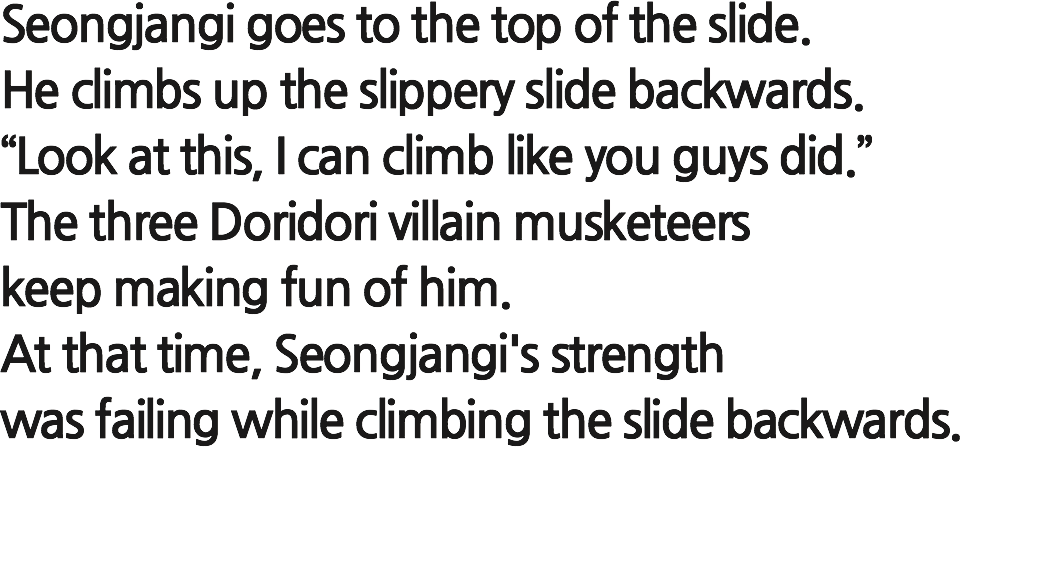 Seongjangi goes to the top of the slide.
He climbs up the slippery slide backwards.
“Look at this, I can climb like you guys did.”
The three Doridori villain musketeers
keep making fun of him.
At that time, Seongjangi's strength
was failing while climbing the slide backwards.